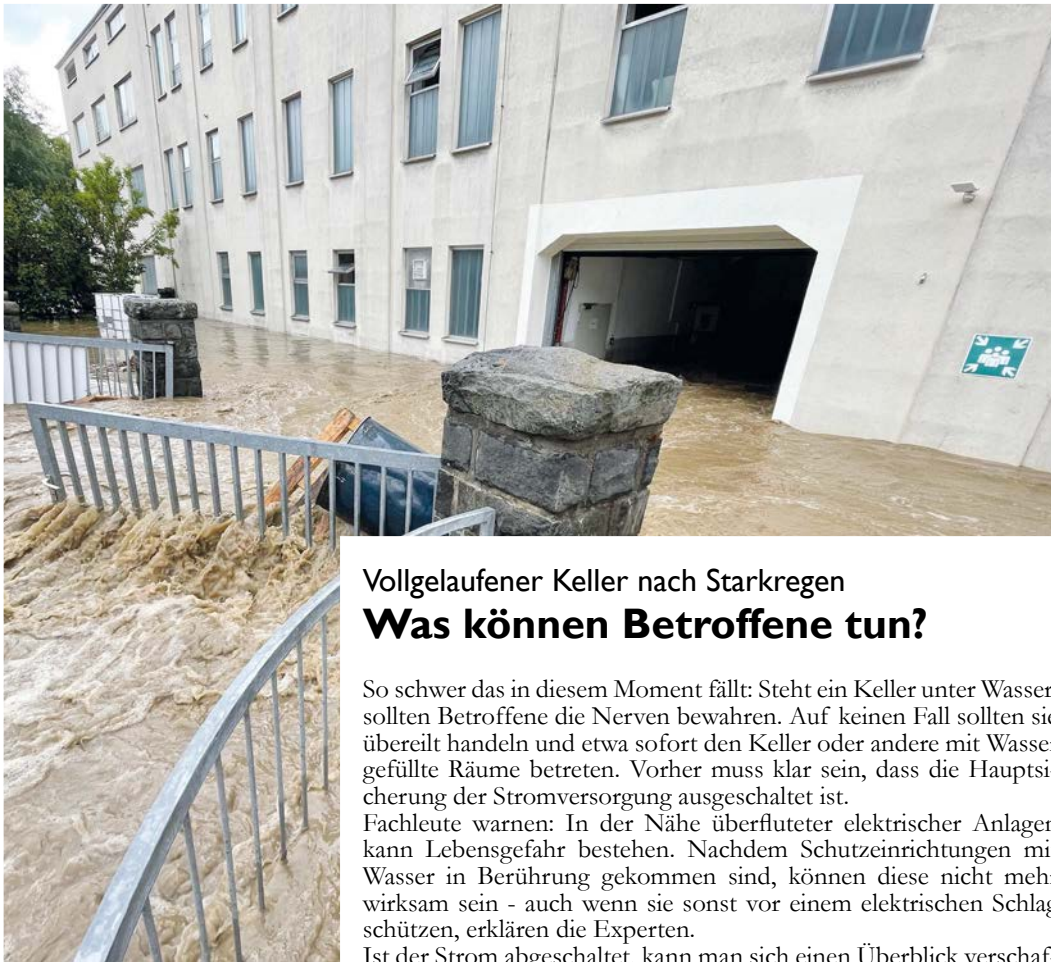 Vollgelaufener Keller nach Starkregen
Was können Betroffene tun?
So schwer das in diesem Moment fällt: Steht ein Keller unter Wasser
sollten Betroffene die Nerven bewahren. Auf keinen Fall sollten sie
übereilt handeln und etwa sofort den Keller oder andere mit Wasser
gefüllte Räume betreten. Vorher muss klar sein, dass die Hauptsi
cherung der Stromversorgung ausgeschaltet ist.
Fachleute warnen: In der Nähe überfluteter elektrischer Anlagen
kann Lebensgefahr bestehen. Nachdem Schutzeinrichtungen mi
Wasser in Berührung gekommen sind, können diese nicht mehr
wirksam sein - auch wenn sie sonst vor einem elektrischen Schlag
schützen, erklären die Experten.
Ist der Strom abgeschaltet, kann man sich einen Überblick verschaf